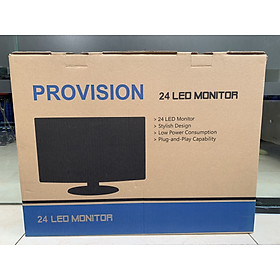 PROVISION
24 LED MONITOR
> 24 LED Monitor
> Stylish Design
> Low Power Consumption
> Plug-and-Play Capability
24 LED MONITOR